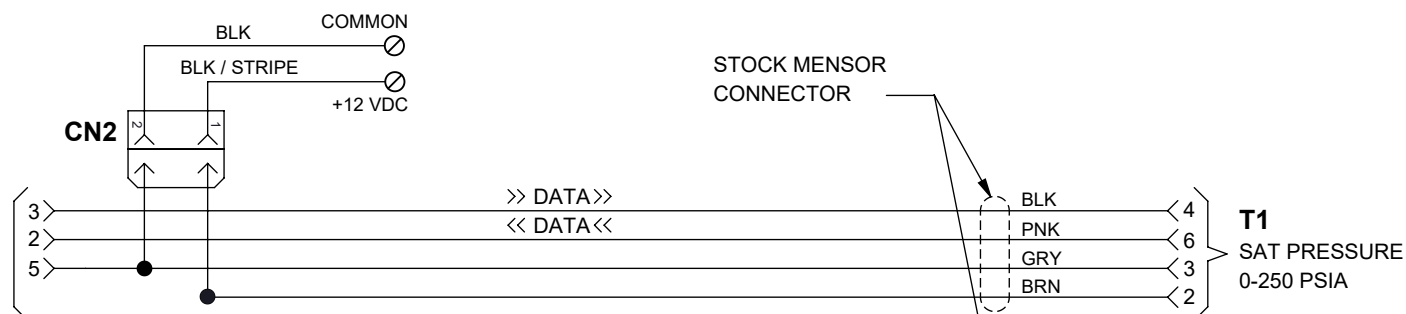 COMMON
BLK
BLK / STRIPE
+12 VDC
CN2
2
1
STOCK MENSOR
CONNECTOR
3
>> DATA >>
BLK
4
2
<< DATA <<
PNK
6
5
GRY
3
BRN
2
T1
SAT PRESSURE
0-250 PSIA